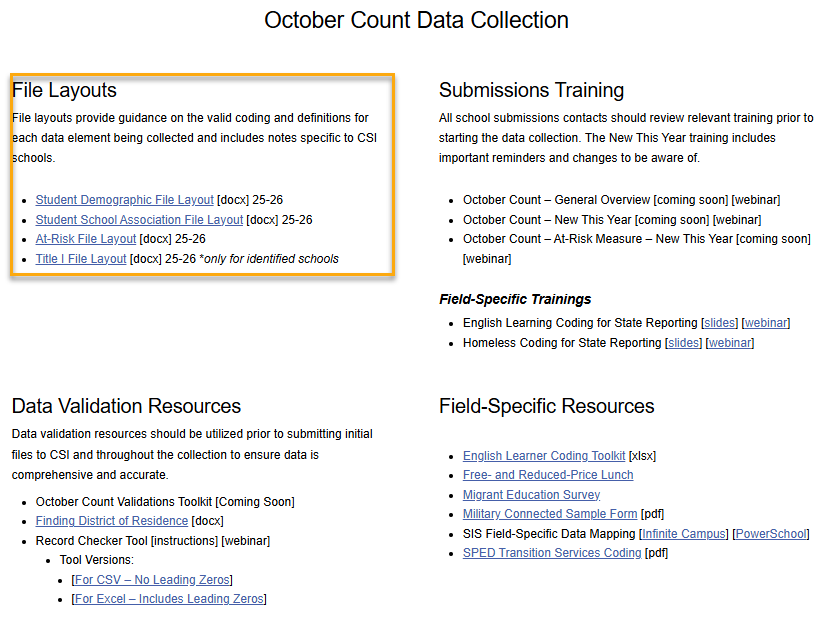 October Count Data Collection
File Layouts
File layouts provide guidance on the valid coding and definitions for
each data element being collected and includes notes specific to CSI
schools.
Student Demographic File Layout [docx] 25-26
Student School Association File Layout [docx] 25-26
At-Risk File Layout [docx] 25-26
Title I File Layout [docx] 25-26 *only for identified schools
Submissions Training
All school submissions contacts should review relevant training prior to
starting the data collection. The New This Year training includes
important reminders and changes to be aware of.
October Count – General Overview [coming soon] [webinar]
October Count – New This Year [coming soon] [webinar]
October Count – At-Risk Measure – New This Year [coming soon]
[webinar]
Field-Specific Trainings
English Learning Coding for State Reporting [slides] [webinar]
Homeless Coding for State Reporting [slides] [webinar]
Data Validation Resources
Data validation resources should be utilized prior to submitting initial
files to CSI and throughout the collection to ensure data is
comprehensive and accurate.
October Count Validations Toolkit [Coming Soon]
Finding District of Residence [docx]
Record Checker Tool [instructions] [webinar]
Tool Versions:
[For CSV – No Leading Zeros]
[For Excel – Includes Leading Zeros]
Field-Specific Resources
English Learner Coding Toolkit [xlsx]
Free- and Reduced-Price Lunch
Migrant Education Survey
Military Connected Sample Form [pdf]
SIS Field-Specific Data Mapping [Infinite Campus] [PowerSchool]
SPED Transition Services Coding [pdf]